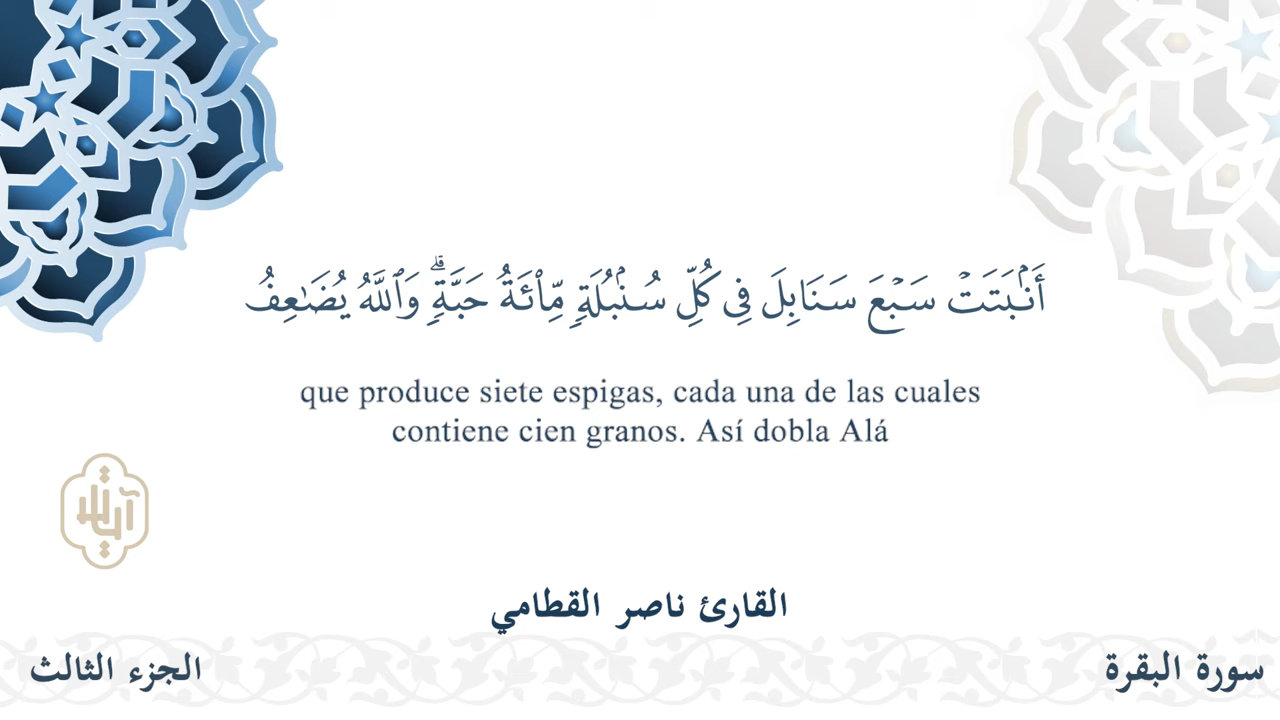 أَنۢبَتَتۡ سَبۡعَ سَنَابِلَ فِي كُلِّ سُنۢبُلَةٖ مِّاْئَةُ حَبَّةٖۗ وَٱللَّهُ يُضَٰعِفُ
que produce siete espigas, cada una de las cuales
contiene cien granos. Así dobla Alá
القارئ ناصر القطامي
سورة البقرة
الجزء الثالث